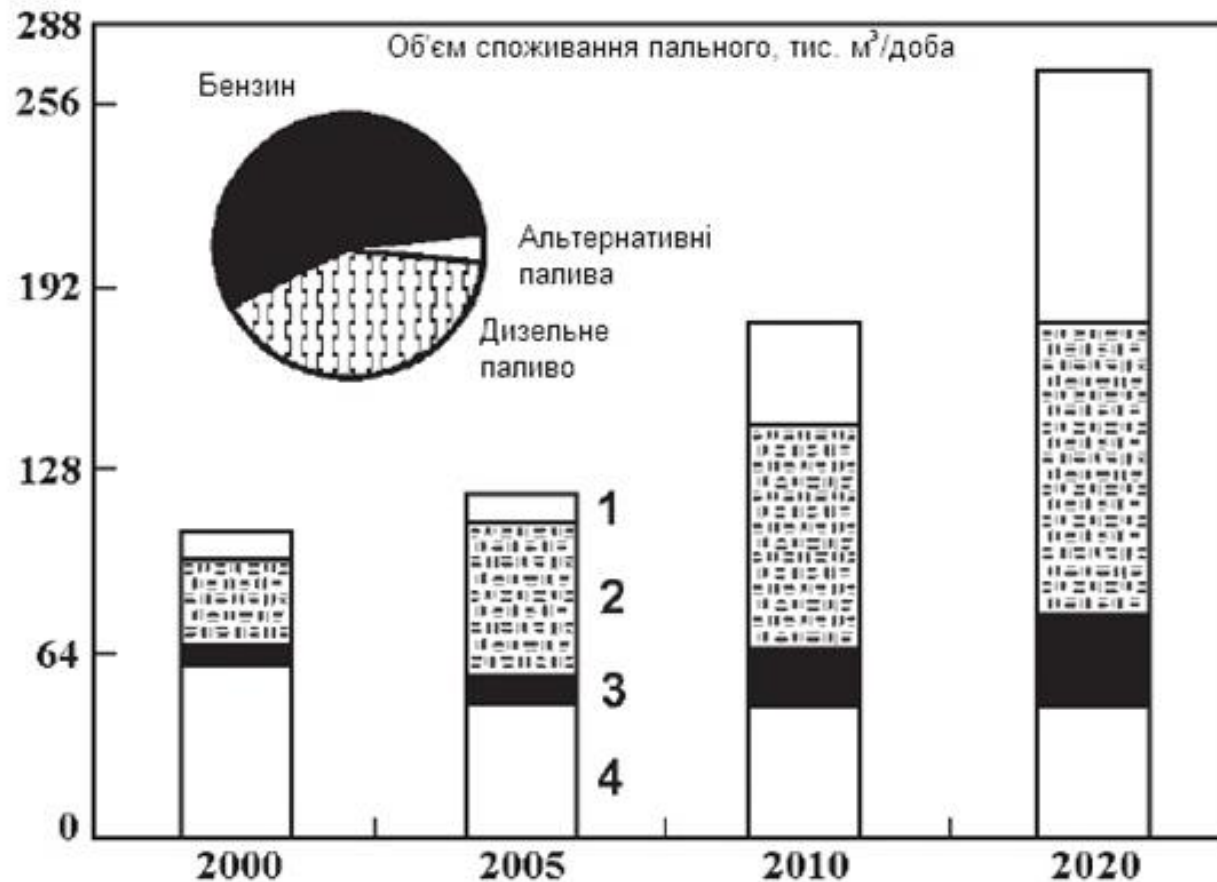 288
Об'єм споживання пального, тис. м³/доба
256
Бензин
Альтернативні
палива
192
Дизельне
паливо
128
1
2
64
3
4
0
2000 2005 2010 2020